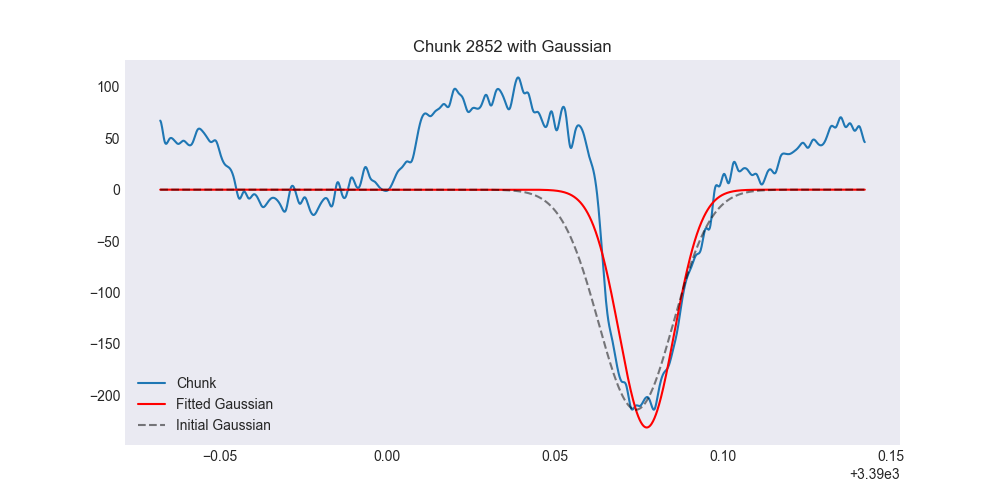 Chunk 2852 with Gaussian
100
50
0
−50
−100
−150
−200
Chunk
Fitted Gaussian
Initial Gaussian
−0.05 0.00 0.05 0.10 0.15
+3.39e3